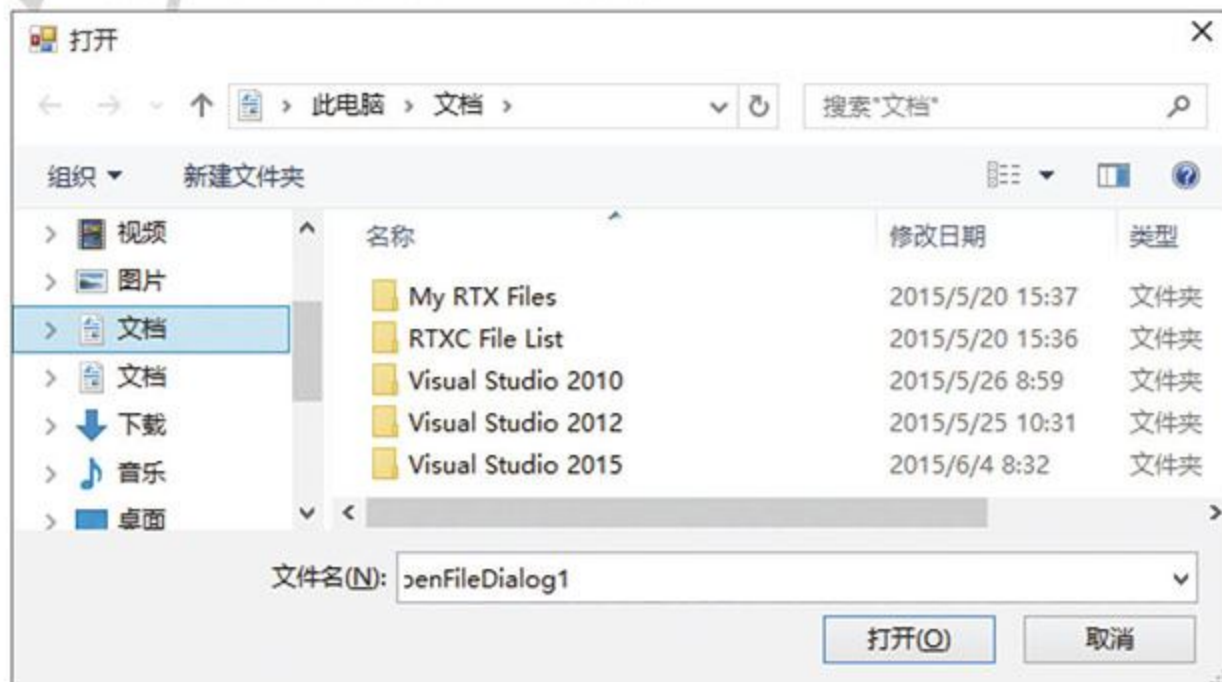 打开
此电脑 › 文档 ›
搜索"文档"
组织
新建文件夹
视频
图片
文档
文档
下载
音乐
桌面
名称 修改日期 类型
My RTX Files 2015/5/20 15:37 文件夹
RTXC File List 2015/5/20 15:36 文件夹
Visual Studio 2010 2015/5/26 8:59 文件夹
Visual Studio 2012 2015/5/25 10:31 文件夹
Visual Studio 2015 2015/6/4 8:32 文件夹
文件名(N): penFileDialog1
打开(O) 取消